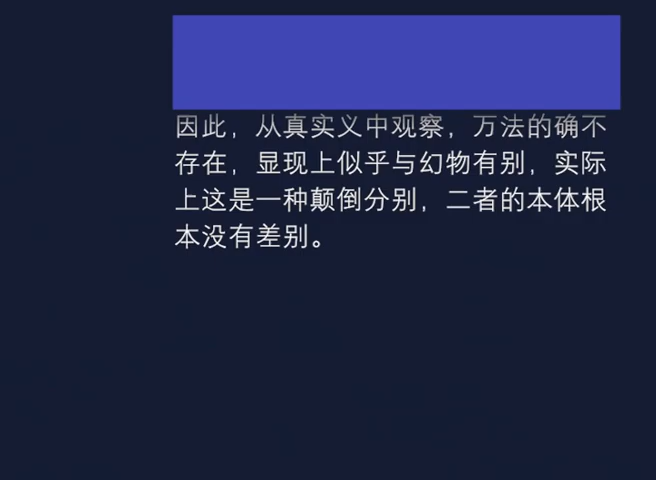 因此，从真实义中观察，万法的确不
存在，显现上似乎与幻物有别，实际
上这是一种颠倒分别，二者的本体根
本没有差别。